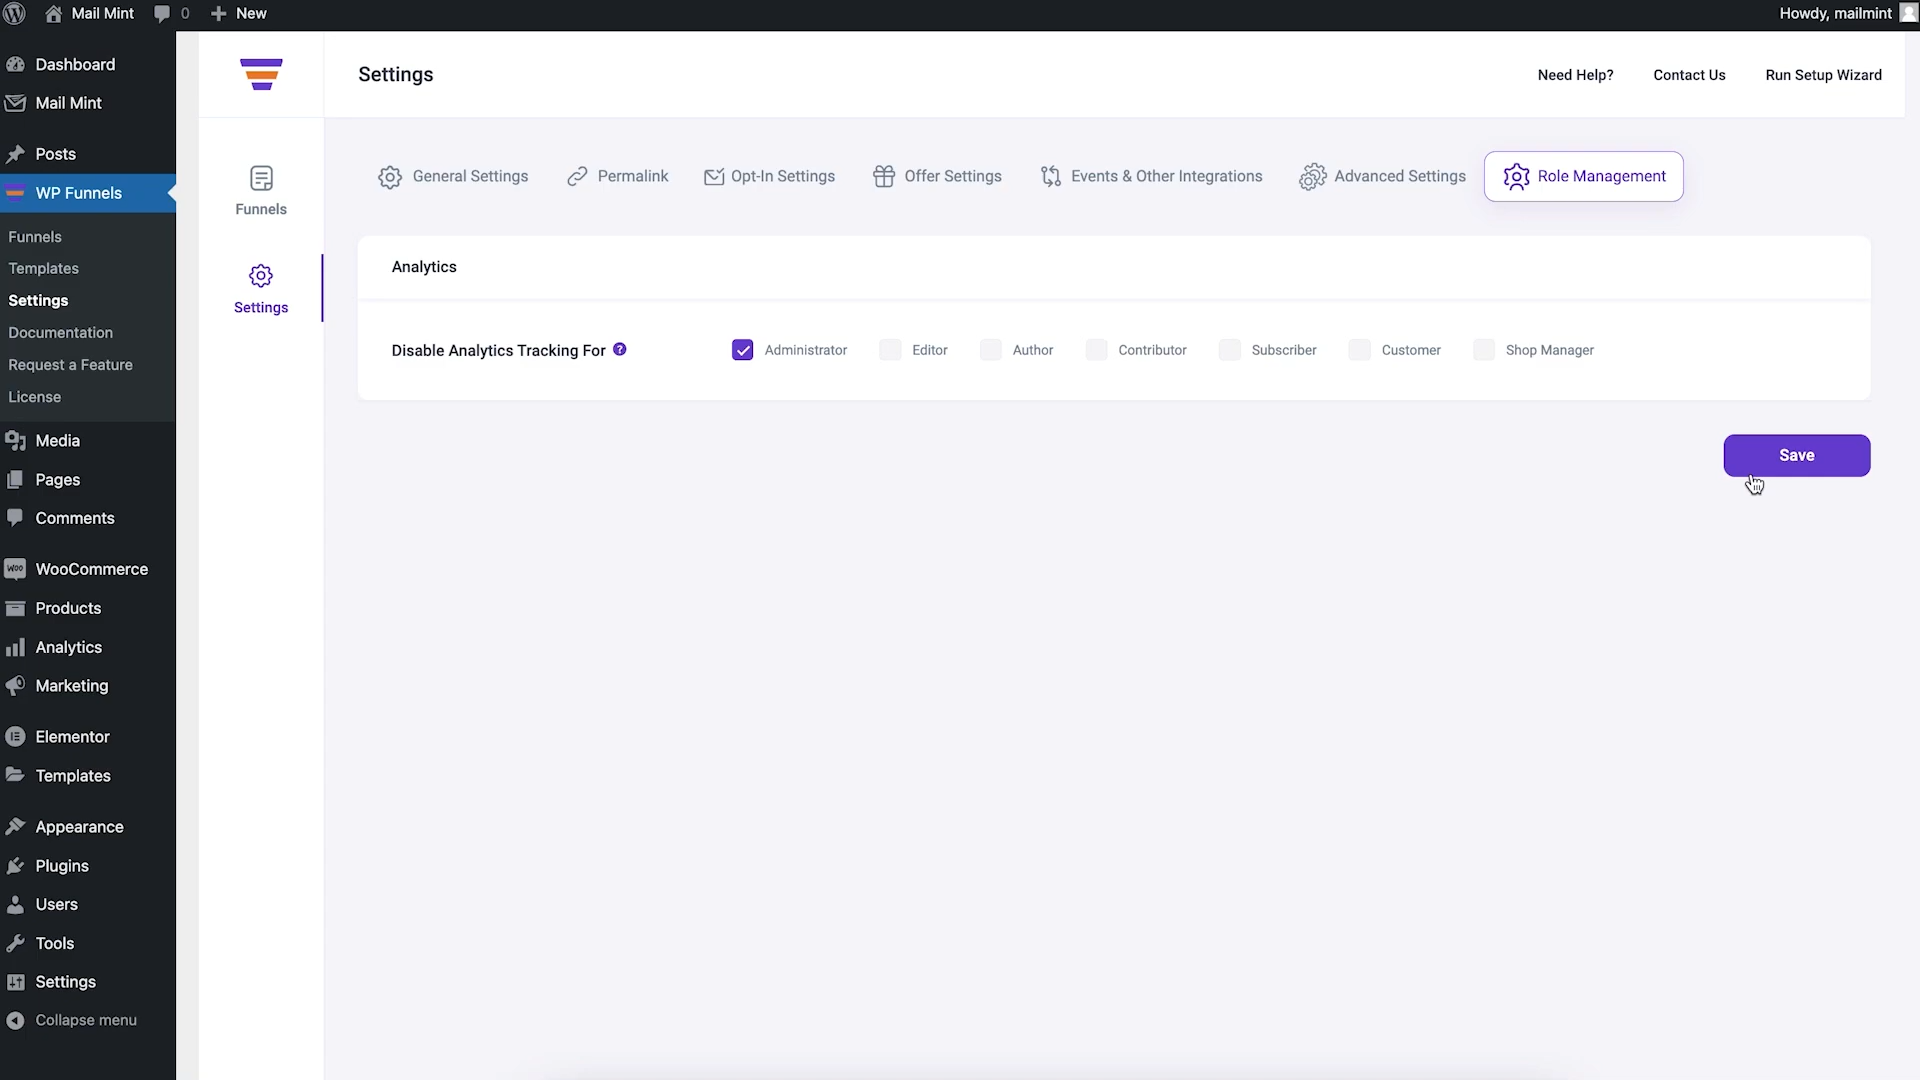 Mail Mint 0 New Howdy, mailmint
Dashboard
Mail Mint
Posts
WP Funnels
Funnels
Templates
Settings
Documentation
Request a Feature
License
Media
Pages
Comments
WooCommerce
Products
Analytics
Marketing
Elementor
Templates
Appearance
Plugins
Users
Tools
Settings
Collapse menu
Funnels
Settings
Settings
Need Help? Contact Us Run Setup Wizard
General Settings Permalink Opt-In Settings Offer Settings Events & Other Integrations Advanced Settings Role Management
Analytics
Disable Analytics Tracking For ? Administrator Editor Author Contributor Subscriber Customer Shop Manager
Save